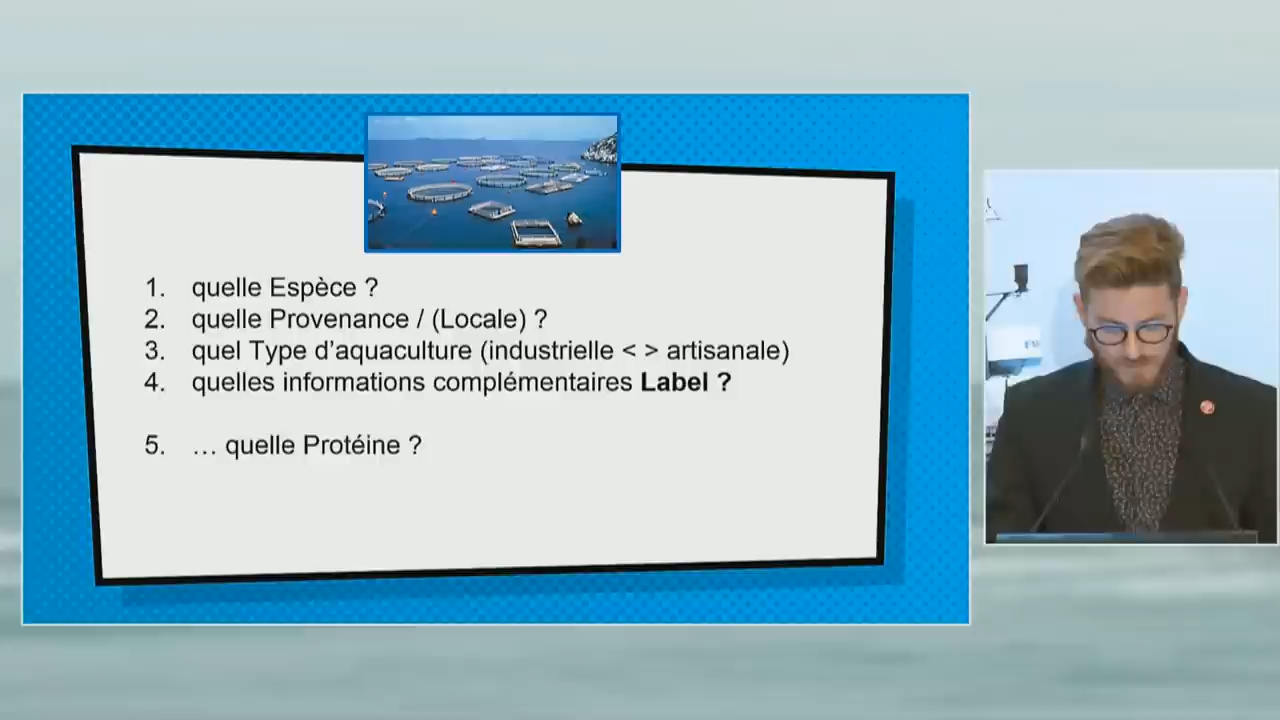 1. quelle Espèce ?
2. quelle Provenance / (Locale) ?
3. quel Type d’aquaculture (industrielle < > artisanale)
4. quelles informations complémentaires Label ?
5. … quelle Protéine ?